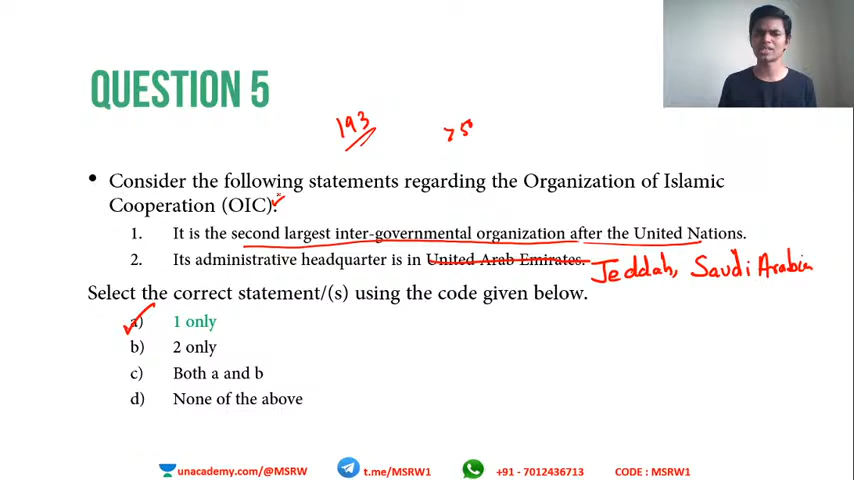 QUESTION 5
193 >50
• Consider the following statements regarding the Organization of Islamic
Cooperation (OIC):
1. It is the second largest inter-governmental organization after the United Nations.
2. Its administrative headquarter is in United Arab Emirates. Jeddah, Saudi Arabia
Select the correct statement/(s) using the code given below.
a) 1 only
b) 2 only
c) Both a and b
d) None of the above
unacademy.com/@MSRW t.me/MSRW1 +91 - 7012436713 CODE : MSRW1